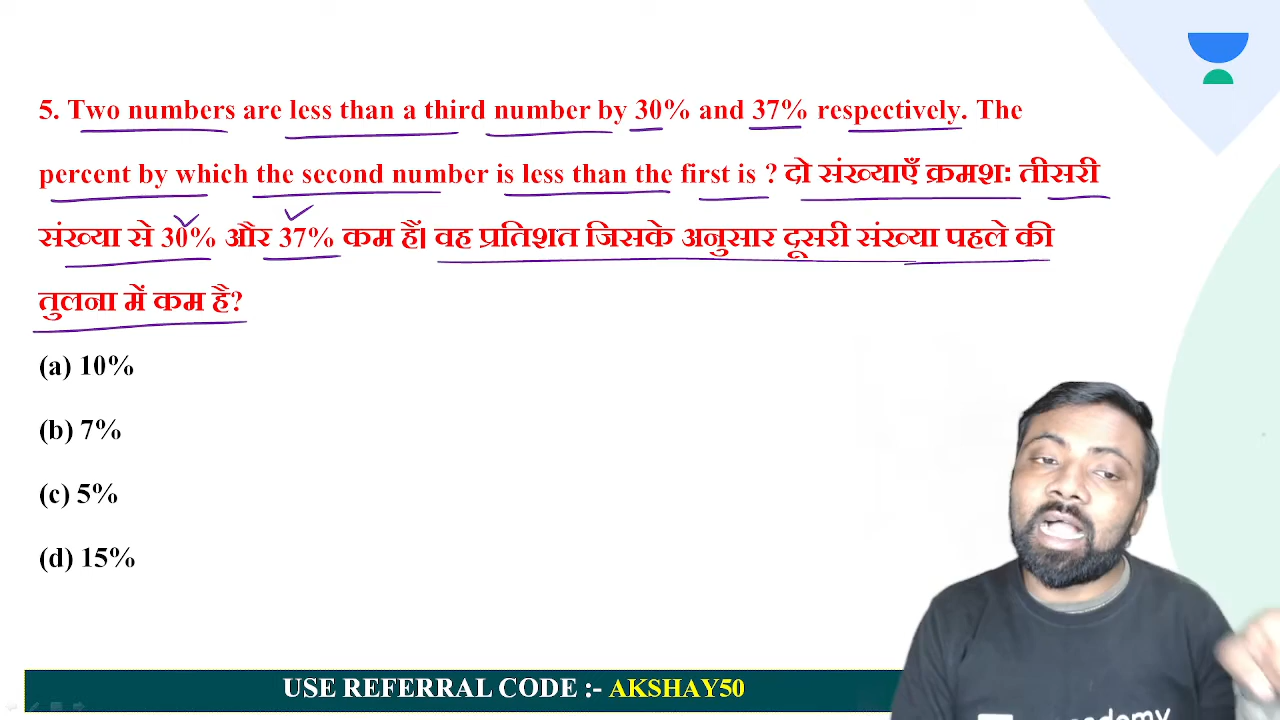 5. Two numbers are less than a third number by 30% and 37% respectively. The
percent by which the second number is less than the first is ? दो संख्याएँ क्रमशः तीसरी
संख्या से 30% और 37% कम हैं। वह प्रतिशत जिसके अनुसार दूसरी संख्या पहले की
तुलना में कम है?
(a) 10%
(b) 7%
(c) 5%
(d) 15%
USE REFERRAL CODE :- AKSHAY50